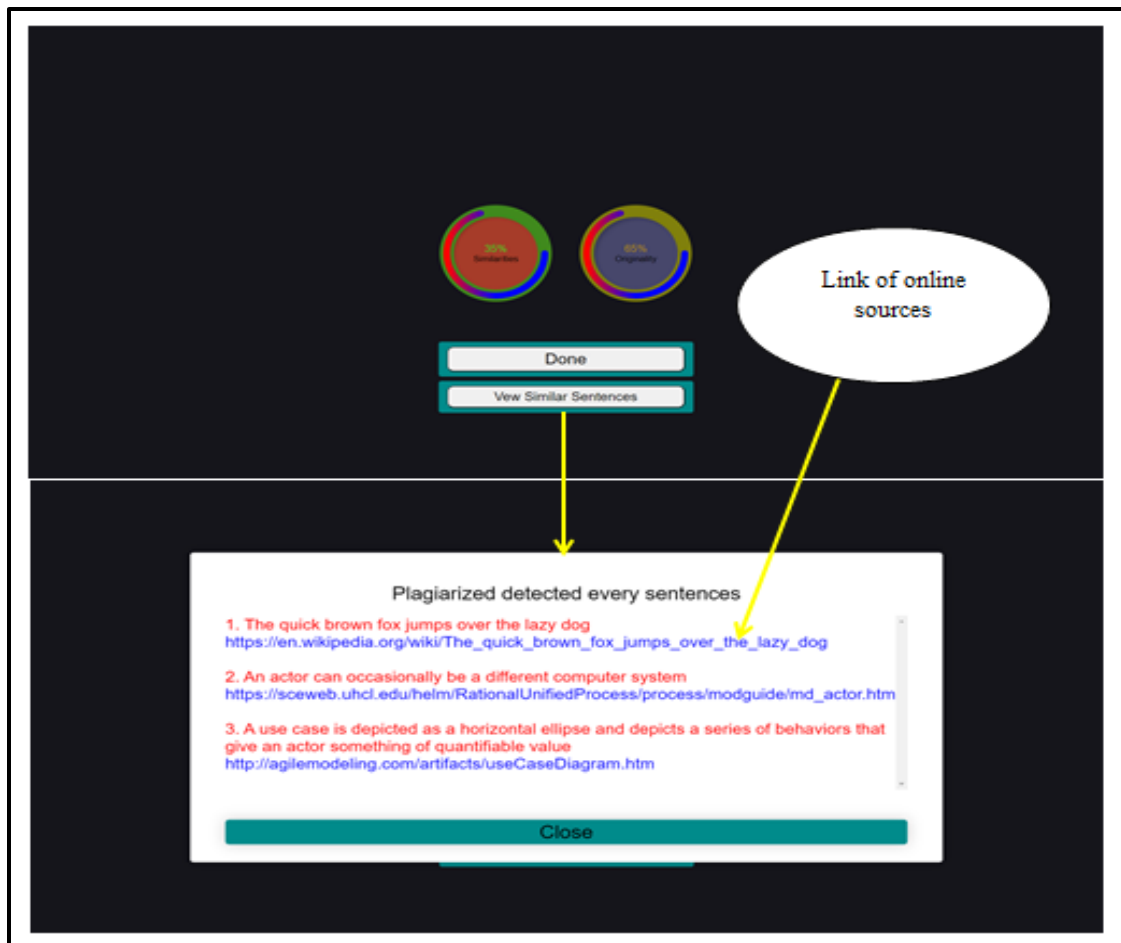 35%
Similarities
65%
Originality
Link of online
sources
Done
Vew Similar Sentences
Plagiarized detected every sentences
1. The quick brown fox jumps over the lazy dog
https://en.wikipedia.org/wiki/The_quick_brown_fox_jumps_over_the_lazy_dog
2. An actor can occasionally be a different computer system
https://sceweb.uhcl.edu/helm/RationalUnifiedProcess/process/modguide/md_actor.htm
3. A use case is depicted as a horizontal ellipse and depicts a series of behaviors that
give an actor something of quantifiable value
http://agilemodeling.com/artifacts/useCaseDiagram.htm
Close